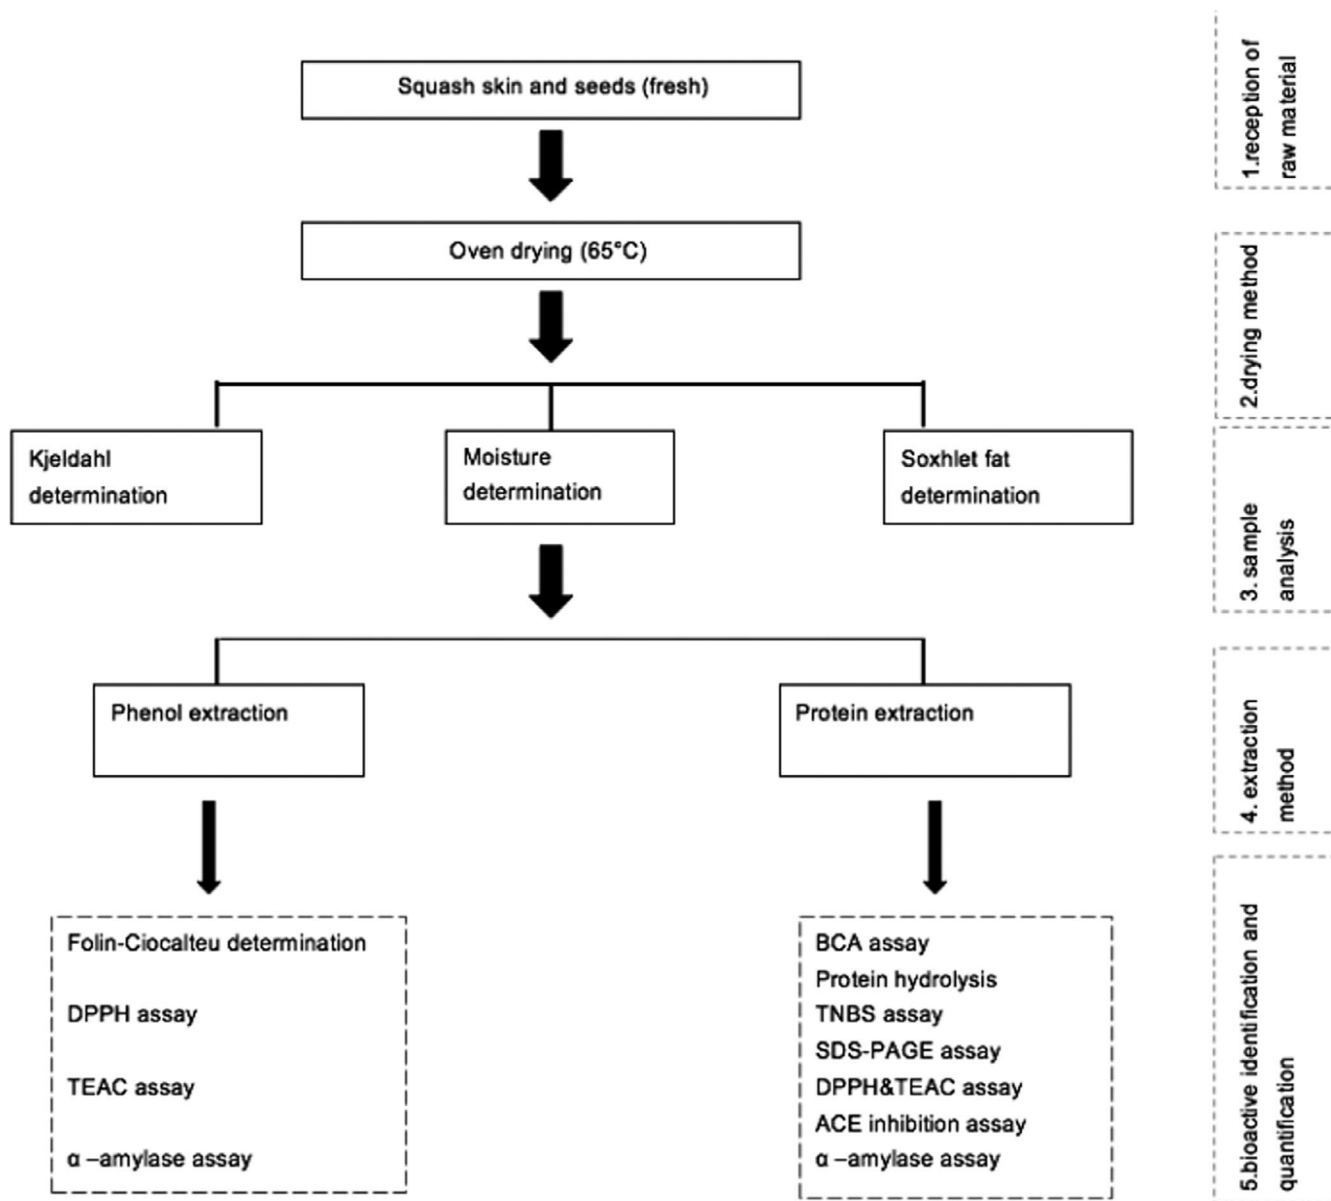 Squash skin and seeds (fresh)
Oven drying (65°C)
Kjeldahl
determination
Moisture
determination
Soxhlet fat
determination
Phenol extraction
Protein extraction
Folin-Ciocalteu determination
DPPH assay
TEAC assay
α –amylase assay
BCA assay
Protein hydrolysis
TNBS assay
SDS-PAGE assay
DPPH&TEAC assay
ACE inhibition assay
α –amylase assay
1.reception of
raw material
2.drying method
3. sample
analysis
4. extraction
method
5.bioactive identification and
quantification